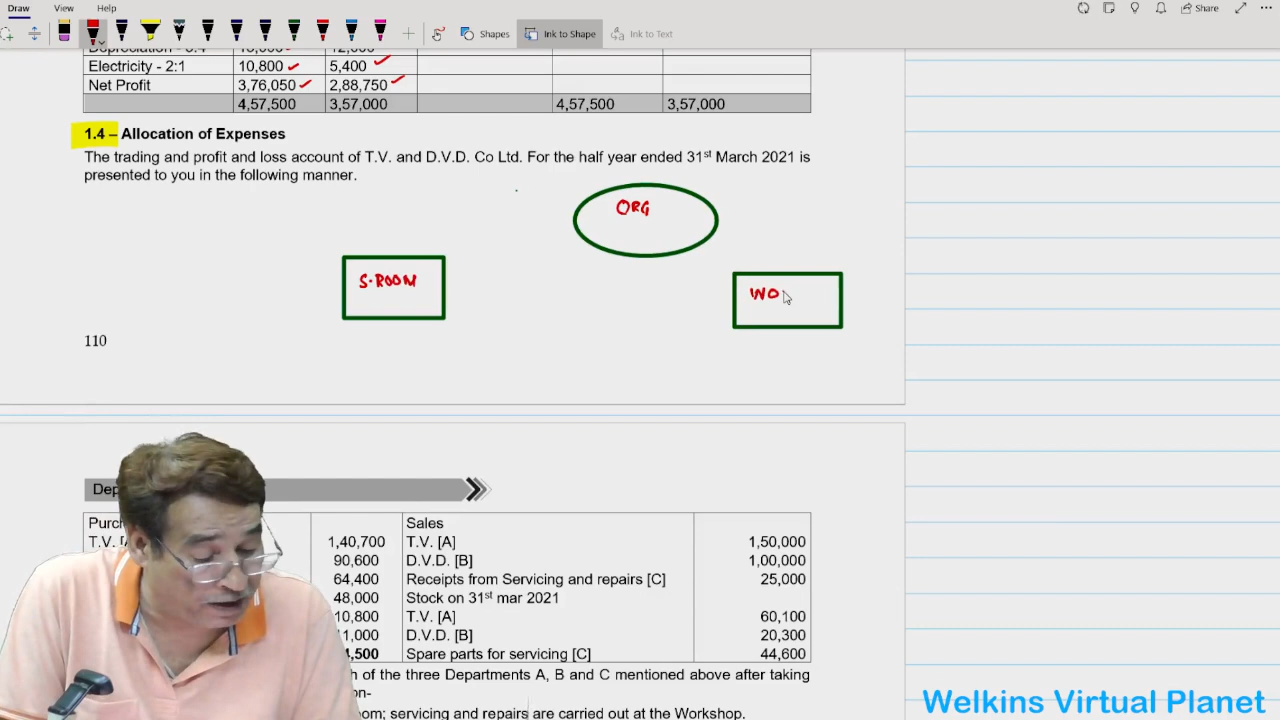 Draw View Help
Share
Shapes
Ink to Shape
Ink to Text
Electricity - 2:1 10,800 5,400
Net Profit 3,76,050 2,88,750
4,57,500 3,57,000 4,57,500 3,57,000
1.4 – Allocation of Expenses
The trading and profit and loss account of T.V. and D.V.D. Co Ltd. For the half year ended 31st March 2021 is
presented to you in the following manner.
ORG
S.ROOM
WO
110
Purch Sales
T.V. [A] 1,40,700 T.V. [A] 1,50,000
90,600 D.V.D. [B] 1,00,000
64,400 Receipts from Servicing and repairs [C] 25,000
48,000 Stock on 31st mar 2021
10,800 T.V. [A] 60,100
D.V.D. [B] 20,300
Spare parts for servicing [C] 44,600
of the three Departments A, B and C mentioned above after taking
servicing and repairs are carried out at the Workshop.
Welkins Virtual Planet